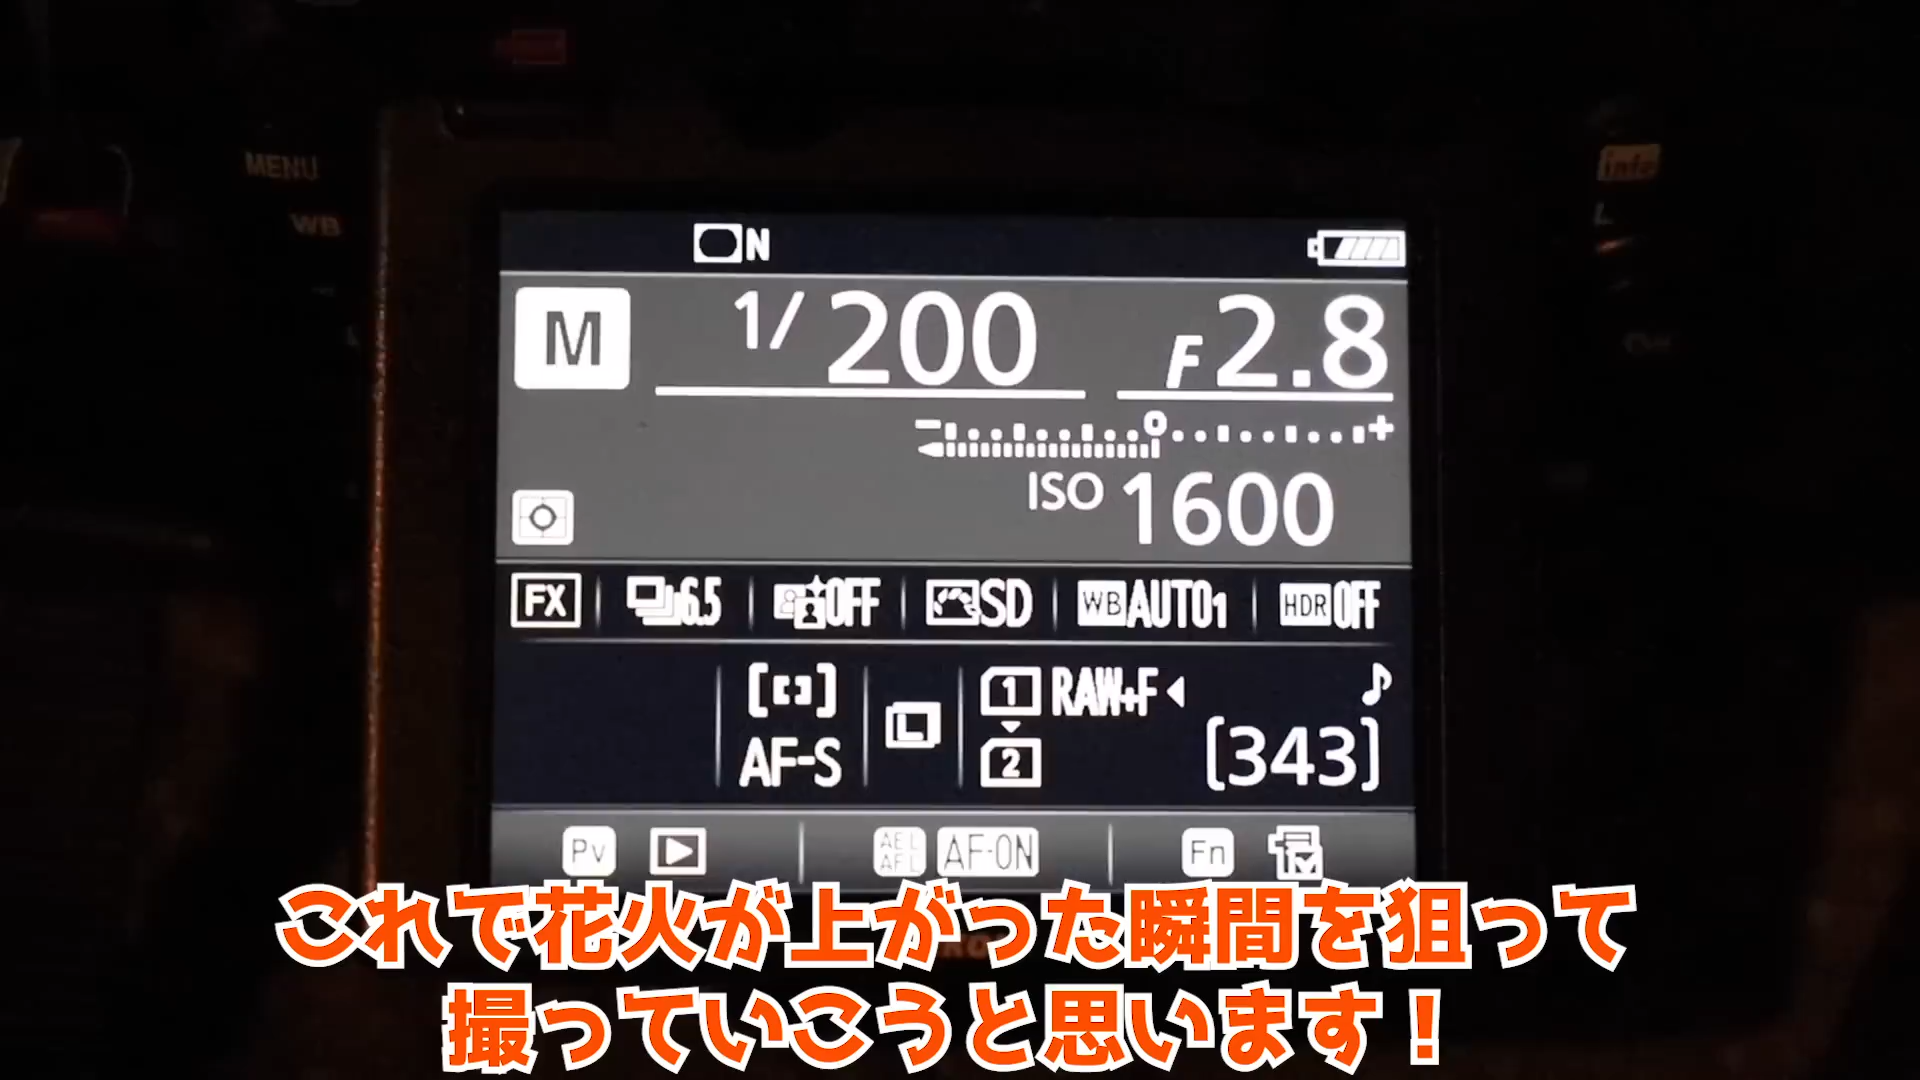 MENU
WB
info
N
M 1/200 F2.8
- 0 +
ISO 1600
FX 6.5 OFF SD WB AUTO1 HDR OFF
[ ] 1 RAW+F
AF-S L 2 [343]
Pv AE-L AF-L AF-ON Fn
これで花火が上がった瞬間を狙って
撮っていこうと思います!